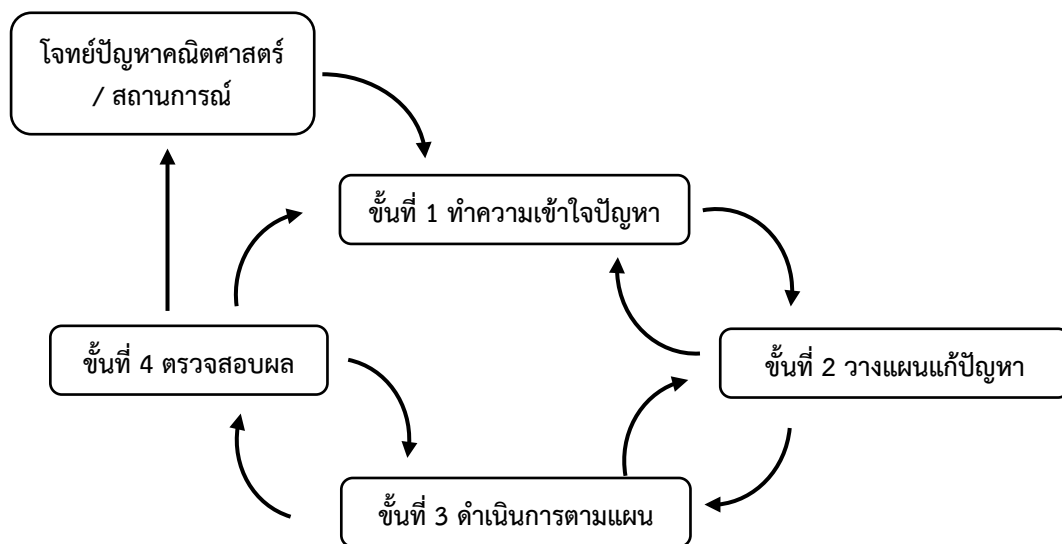 โจทย์ปัญหาคณิตศาสตร์
/ สถานการณ์
ขั้นที่ 1 ทำความเข้าใจปัญหา
ขั้นที่ 4 ตรวจสอบผล
ขั้นที่ 2 วางแผนแก้ปัญหา
ขั้นที่ 3 ดำเนินการตามแผน